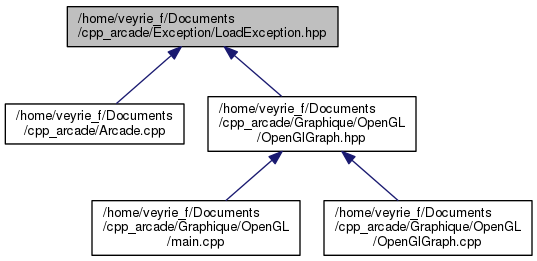 /home/veyrie_f/Documents
/cpp_arcade/Exception/LoadException.hpp
/home/veyrie_f/Documents
/cpp_arcade/Arcade.cpp
/home/veyrie_f/Documents
/cpp_arcade/Graphique/OpenGL
/OpenGlGraph.hpp
/home/veyrie_f/Documents
/cpp_arcade/Graphique/OpenGL
/main.cpp
/home/veyrie_f/Documents
/cpp_arcade/Graphique/OpenGL
/OpenGlGraph.cpp